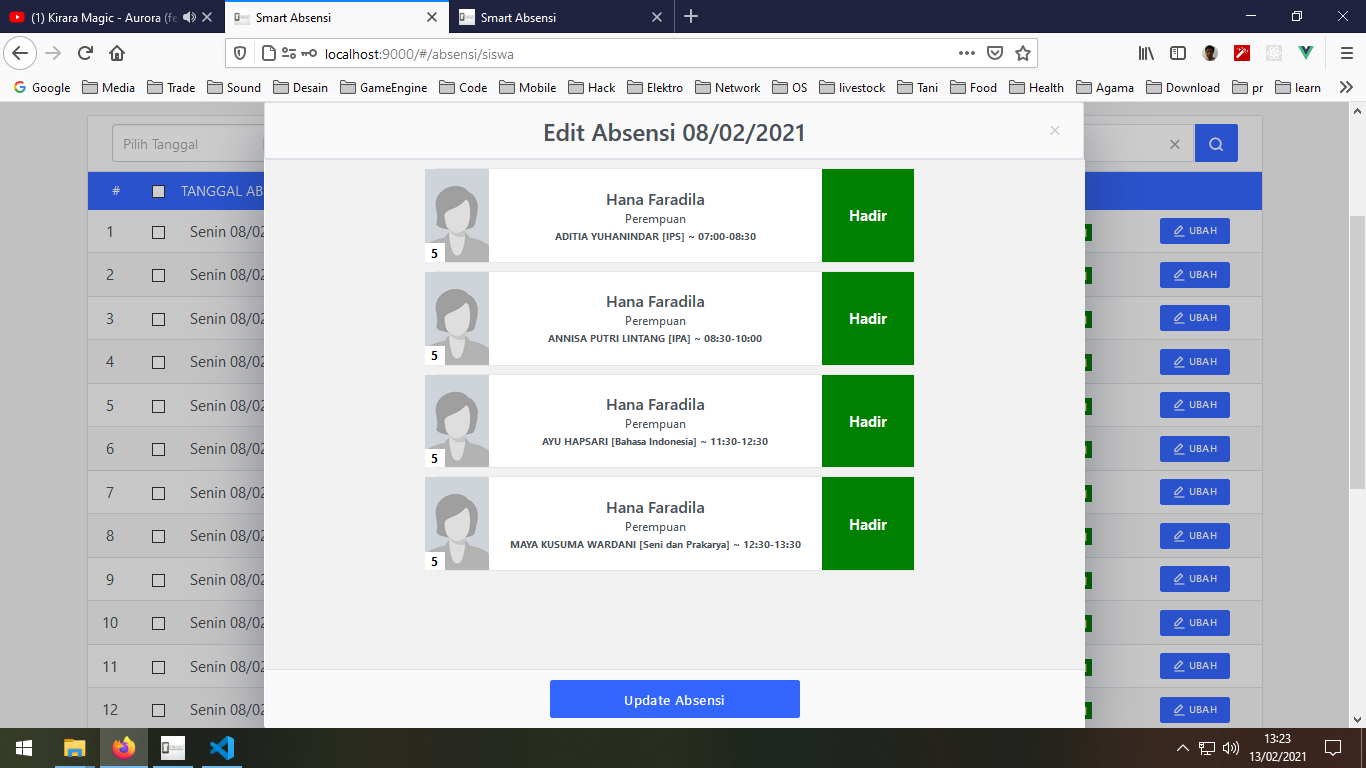 (1) Kirara Magic - Aurora (fe
Smart Absensi
Smart Absensi
localhost:9000/#/absensi/siswa
Google
Media
Trade
Sound
Desain
GameEngine
Code
Mobile
Hack
Elektro
Network
OS
livestock
Tani
Food
Health
Agama
Download
pr
learn
Edit Absensi 08/02/2021
Pilih Tanggal
#
TANGGAL AB
Hana Faradila
Perempuan
ADITIA YUHANINDAR [IPS] ~ 07:00-08:30
5
Hadir
Hana Faradila
Perempuan
ANNISA PUTRI LINTANG [IPA] ~ 08:30-10:00
5
Hadir
Hana Faradila
Perempuan
AYU HAPSARI [Bahasa Indonesia] ~ 11:30-12:30
5
Hadir
Hana Faradila
Perempuan
MAYA KUSUMA WARDANI [Seni dan Prakarya] ~ 12:30-13:30
5
Hadir
Update Absensi
1 Senin 08/02 UBAH
2 Senin 08/02 UBAH
3 Senin 08/02 UBAH
4 Senin 08/02 UBAH
5 Senin 08/02 UBAH
6 Senin 08/02 UBAH
7 Senin 08/02 UBAH
8 Senin 08/02 UBAH
9 Senin 08/02 UBAH
10 Senin 08/02 UBAH
11 Senin 08/02 UBAH
12 Senin 08/02 UBAH
13:23
13/02/2021